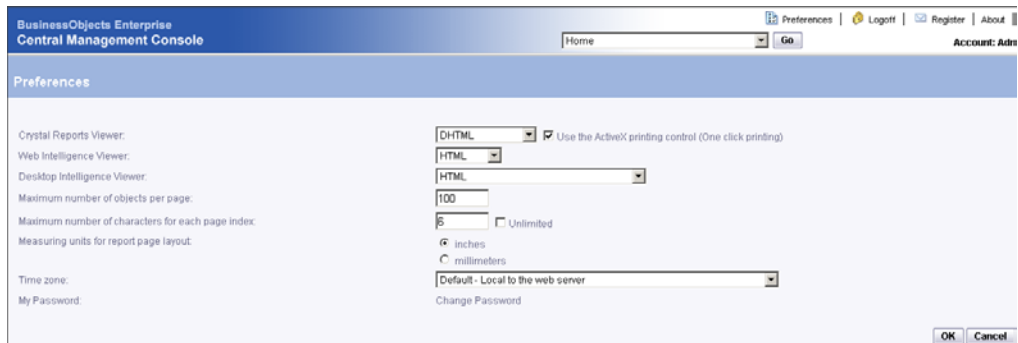 BusinessObjects Enterprise
Central Management Console
Preferences | Logoff | Register | About
Home Go Account:
Preferences
Crystal Reports Viewer: DHTML Use the ActiveX printing control (One click printing)
Web Intelligence Viewer: HTML
Desktop Intelligence Viewer: HTML
Maximum number of objects per page: 100
Maximum number of characters for each page index: 6 Unlimited
Measuring units for report page layout: inches
millimeters
Time zone: Default - Local to the web server
My Password: Change Password
OK Cancel